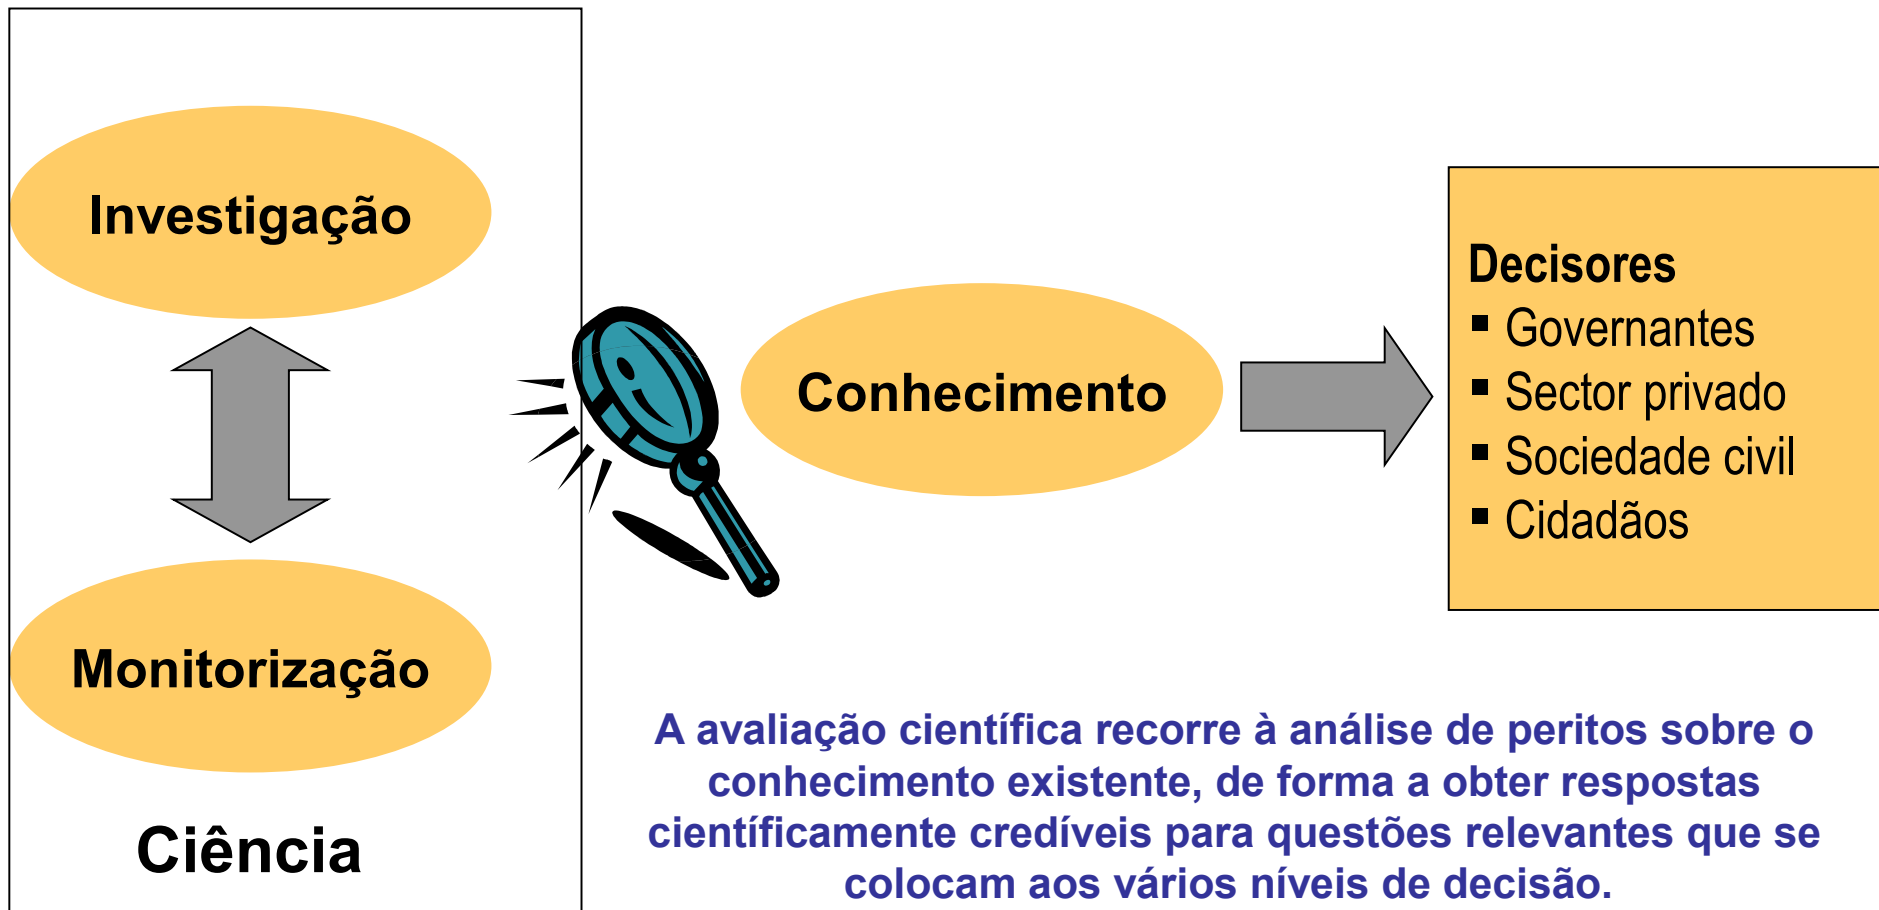 Investigação
Monitorização
Ciência
Conhecimento
Decisores
▪ Governantes
▪ Sector privado
▪ Sociedade civil
▪ Cidadãos
A avaliação científica recorre à análise de peritos sobre o
conhecimento existente, de forma a obter respostas
científicamente credíveis para questões relevantes que se
colocam aos vários níveis de decisão.